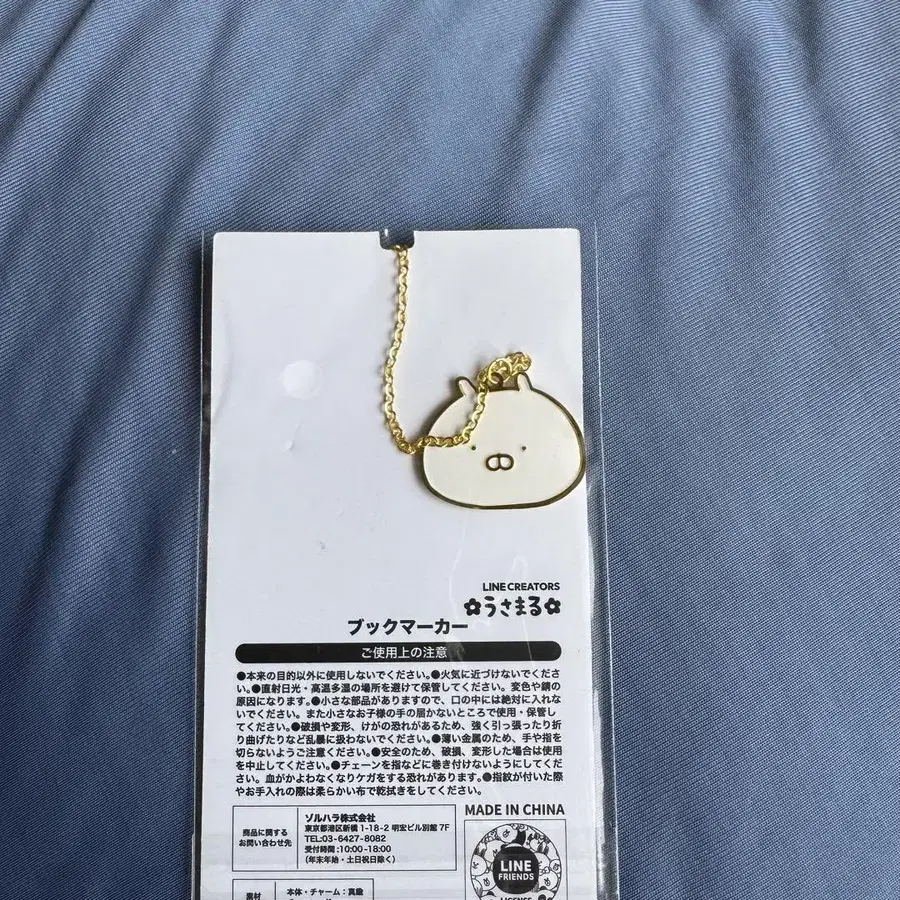 LINE CREATORS
✿うさまる✿
ブックマーカー
ご使用上の注意
●本来の目的以外に使用しないでください。●火気に近づけないでくださ
い。●直射日光・高温多湿の場所を避けて保管してください。変色や錆の
原因になります。●小さな部品がありますので、口の中には絶対に入れな
いでください。また小さなお子様の手の届かないところで使用・保管し
てください。●破損や変形、けがの恐れがあるため、強く引っ張ったり折
り曲げたりなど乱暴に扱わないでください。●薄い金属のため、手や指を
切らないようご注意ください。●安全のため、破損、変形した場合は使用
を中止してください。●チェーンを指などに巻き付けないようにしてくだ
さい。血がかよわなくなりケガをする恐れがあります。●指紋が付いた際
やお手入れの際は柔らかい布で乾拭きをしてください。
商品に関する
お問い合わせ先
ソルハラ株式会社
東京都港区新橋 1-18-2 明宏ビル別館 7F
TEL:03-6427-8082
受付時間:10:00-18:00
(年末年始・土日祝日除く)
MADE IN CHINA
LINE
FRIENDS
LICENSE
素材
本体・チャーム:真鍮